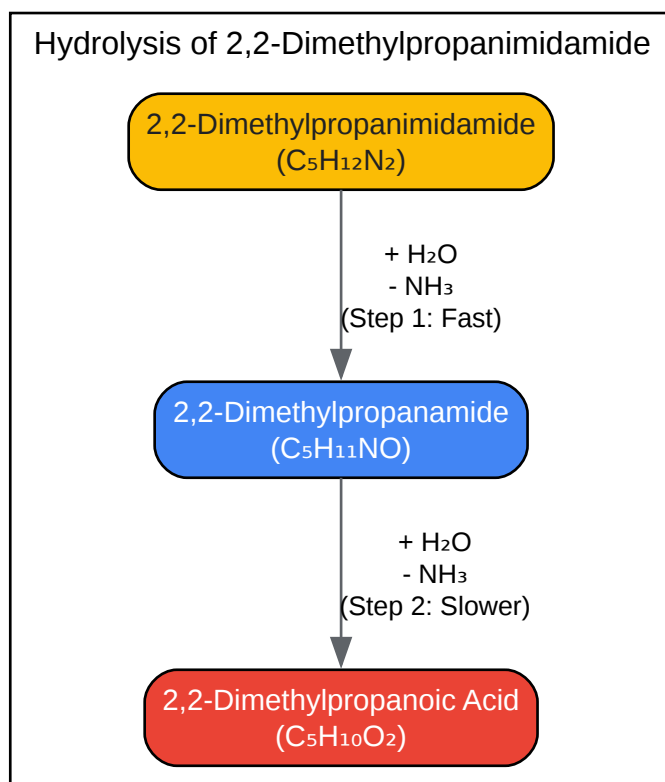 Hydrolysis of 2,2-Dimethylpropanimidamide
2,2-Dimethylpropanimidamide
(C₅H₁₂N₂)
+ H₂O
- NH₃
(Step 1: Fast)
2,2-Dimethylpropanamide
(C₅H₁₁NO)
+ H₂O
- NH₃
(Step 2: Slower)
2,2-Dimethylpropanoic Acid
(C₅H₁₀O₂)